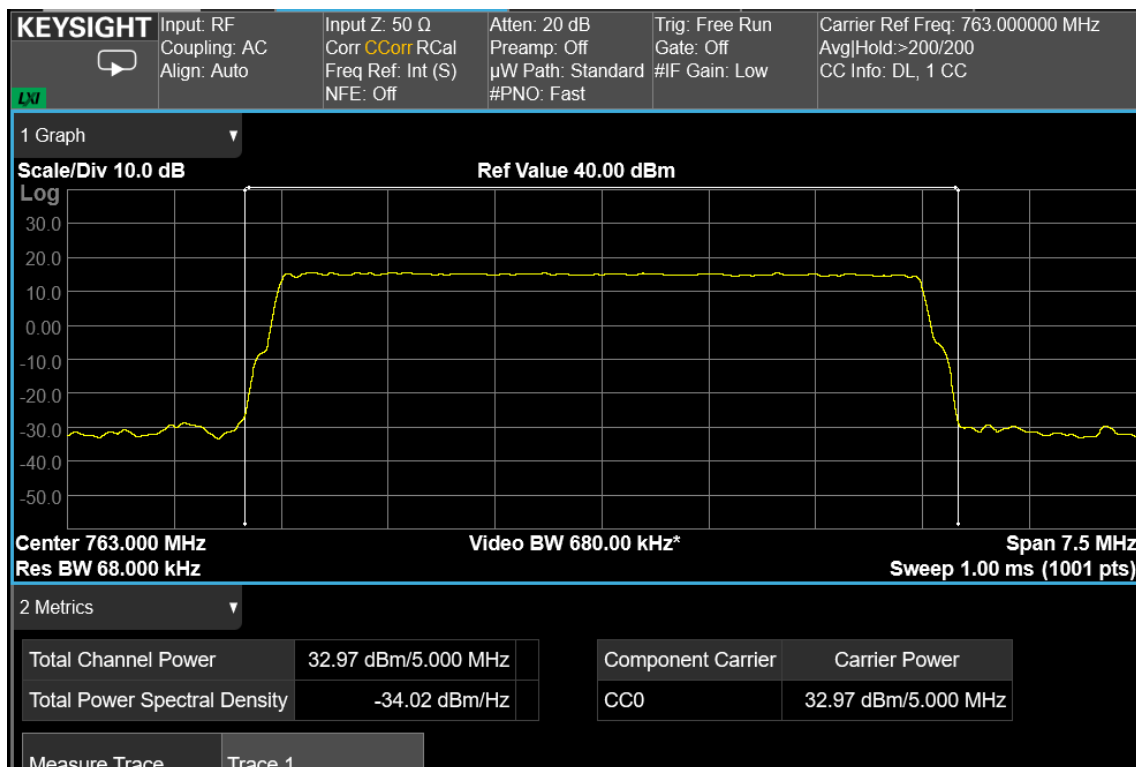 KEYSIGHT
LXI
Input: RF
Coupling: AC
Align: Auto
Input Z: 50 Ω
Corr CCorr RCal
Freq Ref: Int (S)
NFE: Off
Atten: 20 dB
Preamp: Off
µW Path: Standard
#PNO: Fast
Trig: Free Run
Gate: Off
#IF Gain: Low
Carrier Ref Freq: 763.000000 MHz
Avg|Hold:>200/200
CC Info: DL, 1 CC
1 Graph
Scale/Div 10.0 dB
Ref Value 40.00 dBm
Log
30.0
20.0
10.0
0.00
-10.0
-20.0
-30.0
-40.0
-50.0
Center 763.000 MHz
Video BW 680.00 kHz*
Span 7.5 MHz
Res BW 68.000 kHz
Sweep 1.00 ms (1001 pts)
2 Metrics
Total Channel Power 32.97 dBm/5.000 MHz
Total Power Spectral Density -34.02 dBm/Hz
Component Carrier Carrier Power
CC0 32.97 dBm/5.000 MHz
Measure Trace Trace 1